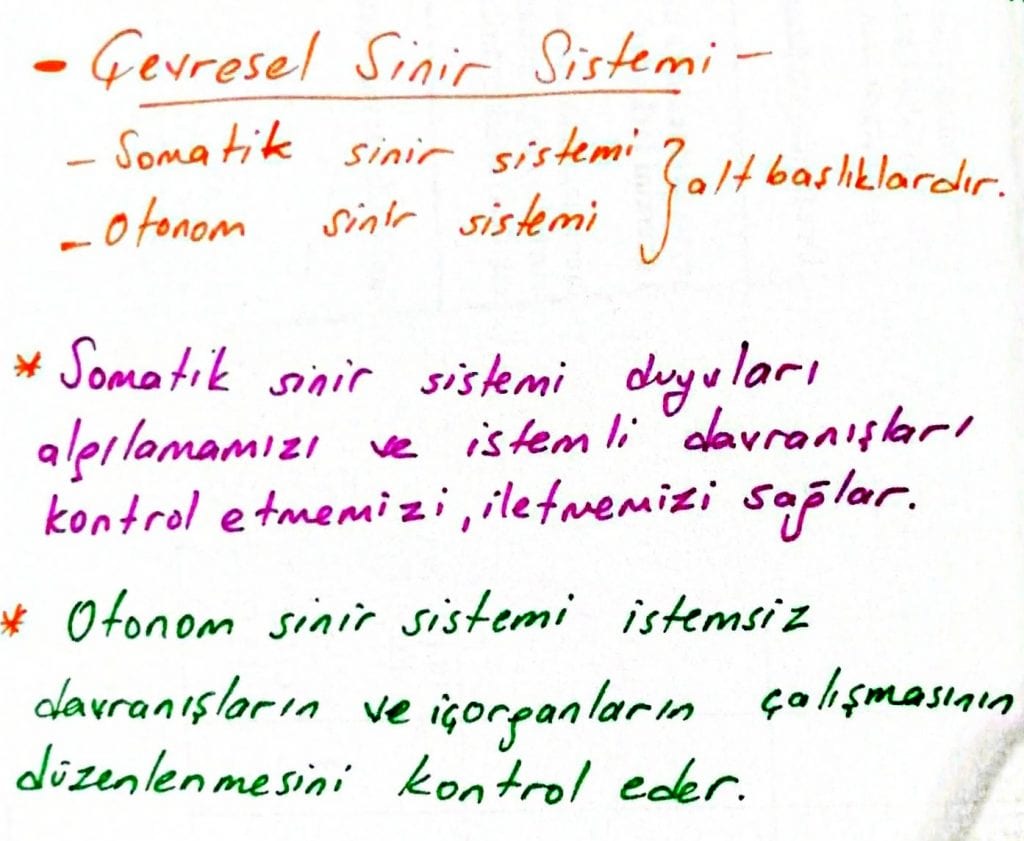 - Çevresel Sinir Sistemi -
- Somatik sinir sistemi } alt başlıklardır.
- Otonom sinir sistemi
* Somatik sinir sistemi duyuları
algılamamızı ve istemli davranışları
kontrol etmemizi, iletmemizi sağlar.
* Otonom sinir sistemi istemsiz
davranışların ve içorganların çalışmasının
düzenlenmesini kontrol eder.